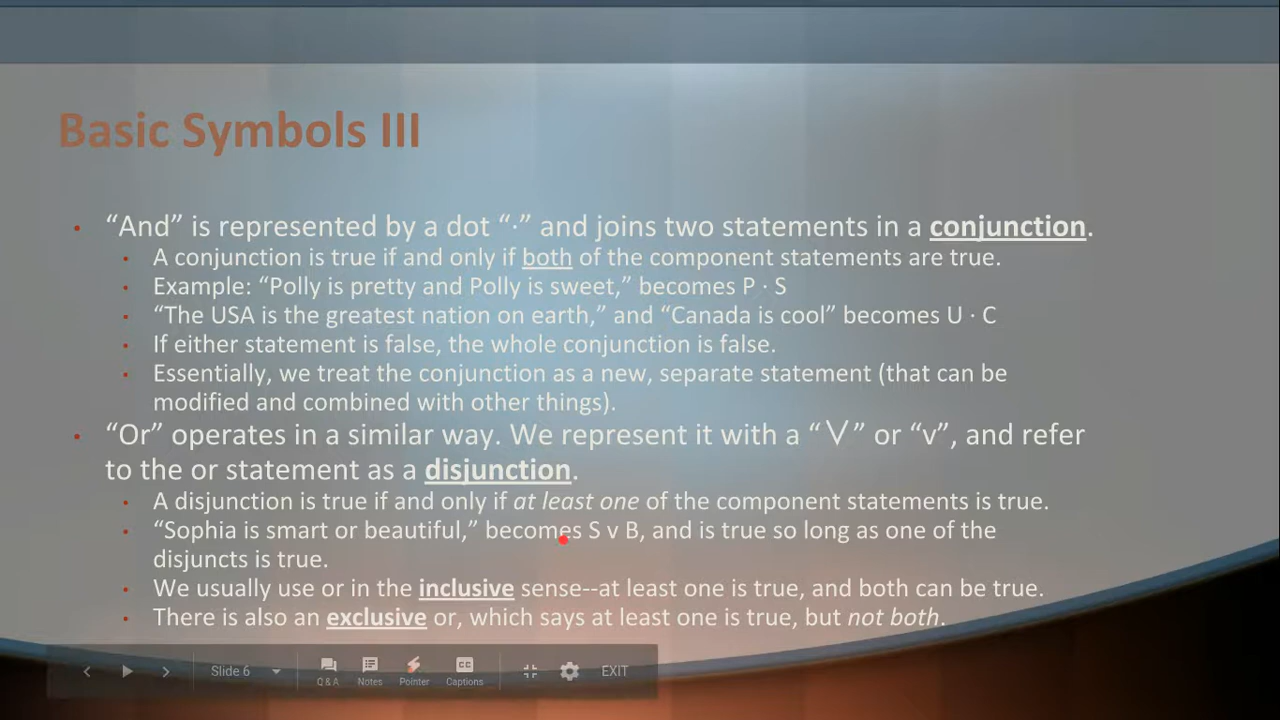 Basic Symbols III
• “And” is represented by a dot “·” and joins two statements in a conjunction.
• A conjunction is true if and only if both of the component statements are true.
• Example: “Polly is pretty and Polly is sweet,” becomes P · S
• “The USA is the greatest nation on earth,” and “Canada is cool” becomes U · C
• If either statement is false, the whole conjunction is false.
• Essentially, we treat the conjunction as a new, separate statement (that can be
modified and combined with other things).
• “Or” operates in a similar way. We represent it with a “∨” or “v”, and refer
to the or statement as a disjunction.
• A disjunction is true if and only if at least one of the component statements is true.
• “Sophia is smart or beautiful,” becomes S v B, and is true so long as one of the
disjuncts is true.
• We usually use or in the inclusive sense--at least one is true, and both can be true.
• There is also an exclusive or, which says at least one is true, but not both.
Slide 6 Q & A Notes Pointer CC Captions EXIT